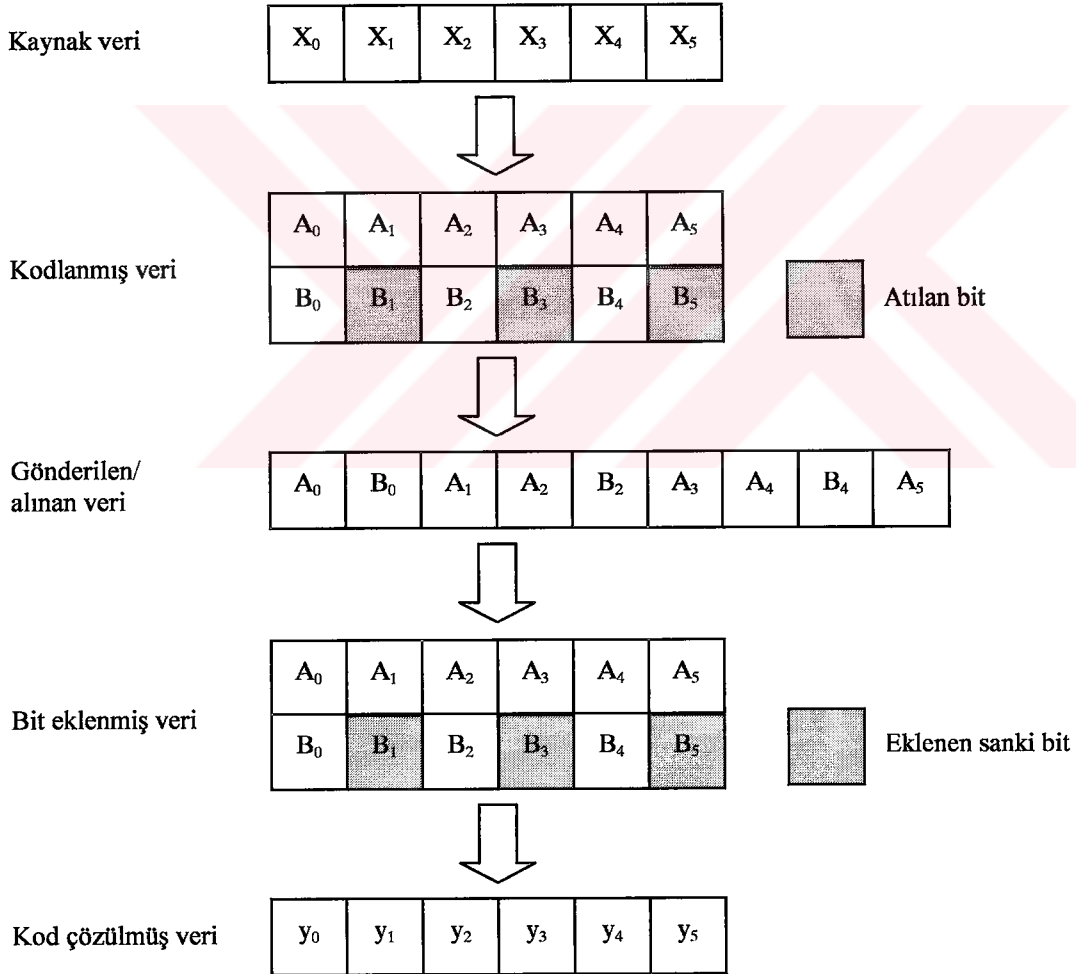 Kaynak veri
X₀ X₁ X₂ X₃ X₄ X₅
A₀ A₁ A₂ A₃ A₄ A₅
Kodlanmış veri
B₀ B₁ B₂ B₃ B₄ B₅
Atılan bit
Gönderilen/
alınan veri
A₀ B₀ A₁ A₂ B₂ A₃ A₄ B₄ A₅
A₀ A₁ A₂ A₃ A₄ A₅
Bit eklenmiş veri
B₀ B₁ B₂ B₃ B₄ B₅
Eklenen sanki bit
Kod çözülmüş veri
y₀ y₁ y₂ y₃ y₄ y₅